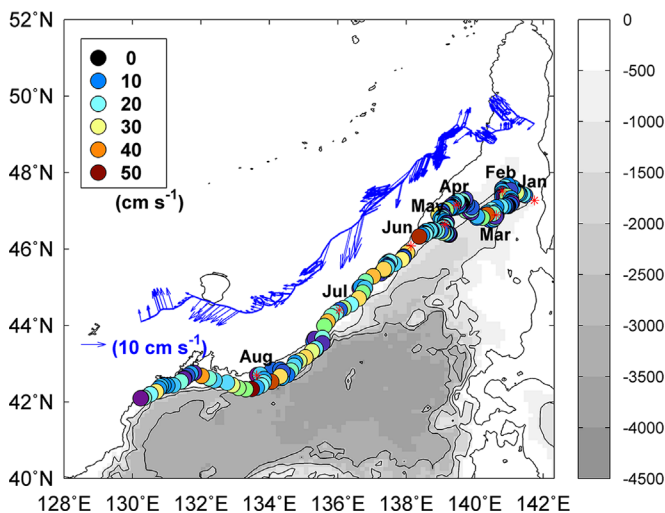 52°N
50°N
48°N
46°N
44°N
42°N
40°N
128°E 130°E 132°E 134°E 136°E 138°E 140°E 142°E
0
10
20
30
40
50
(cm s-1)
Feb
Jan
Apr
May
Mar
Jun
Jul
(10 cm s-1)
Aug
0
-500
-1000
-1500
-2000
-2500
-3000
-3500
-4000
-4500